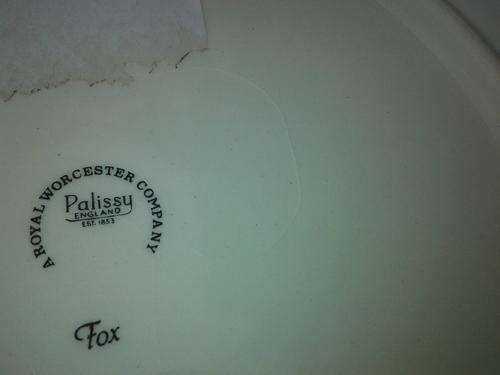 A ROYAL WORCESTER COMPANY
Palissy
ENGLAND
EST. 1853
Fox